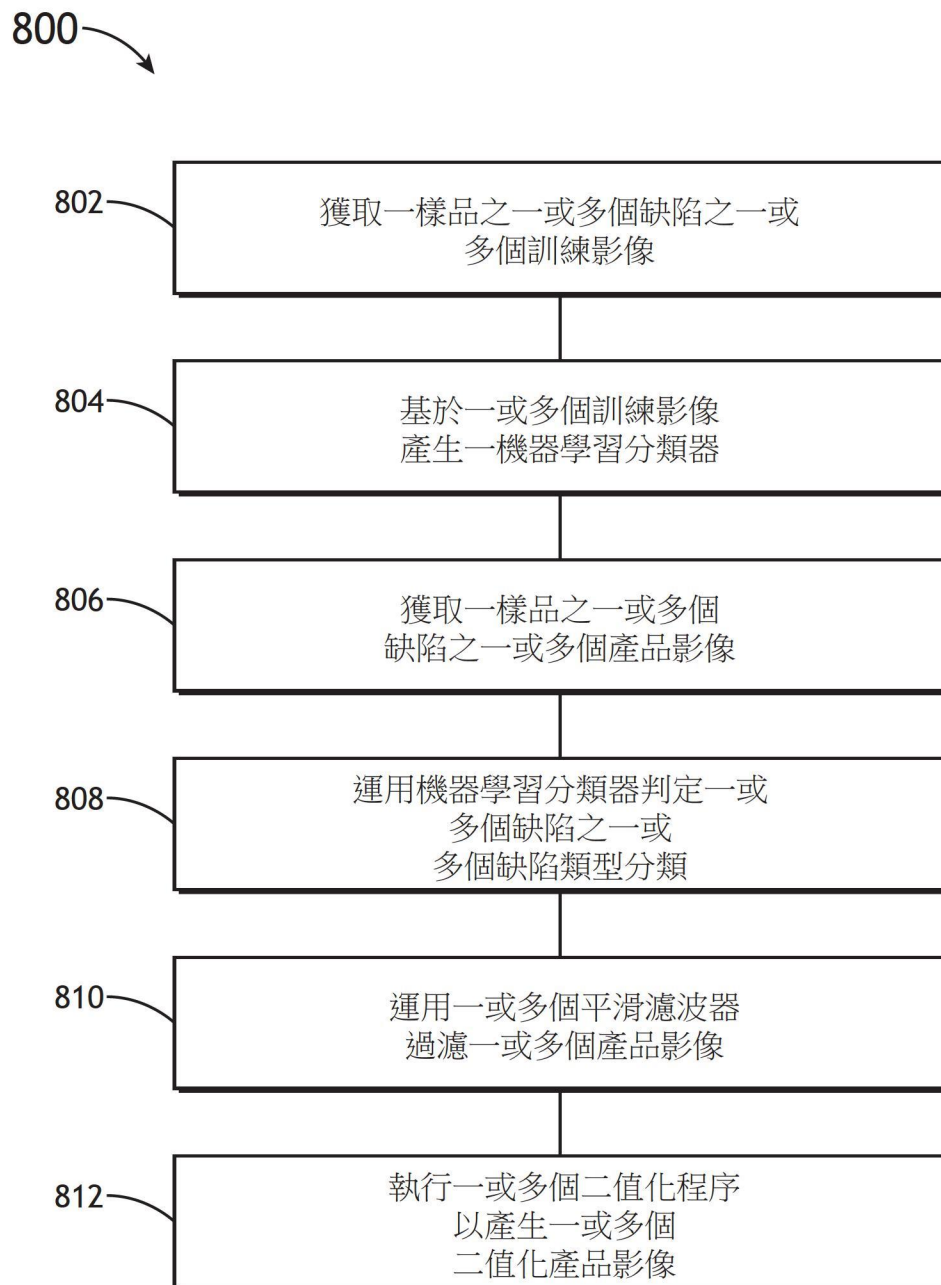 800
802
獲取一樣品之一或多個缺陷之一或
多個訓練影像
804
基於一或多個訓練影像
產生一機器學習分類器
806
獲取一樣品之一或多個
缺陷之一或多個產品影像
808
運用機器學習分類器判定一或
多個缺陷之一或
多個缺陷類型分類
810
運用一或多個平滑濾波器
過濾一或多個產品影像
812
執行一或多個二值化程序
以產生一或多個
二值化產品影像